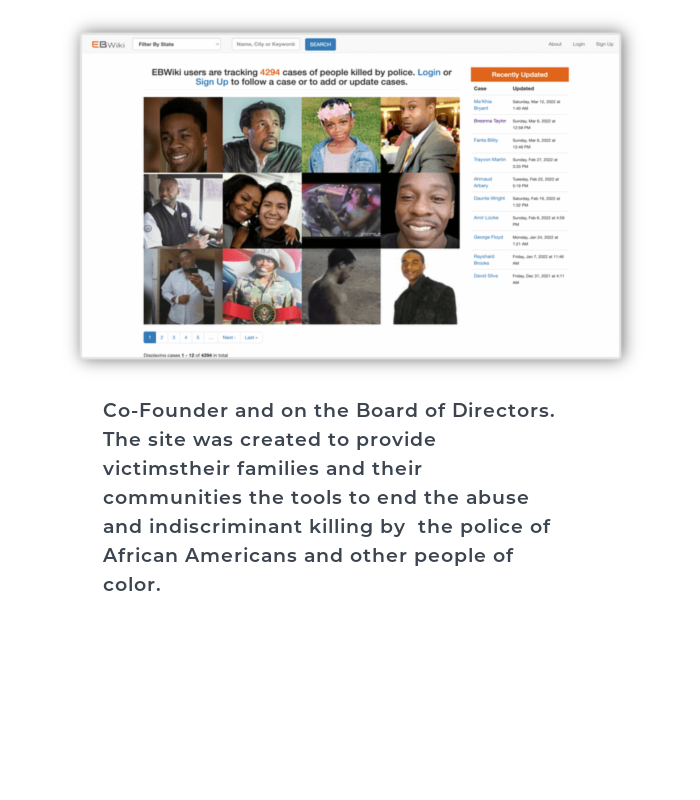 EBWiki
Filter By State
Name, City or Keyword
SEARCH
About
Login
Sign Up
EBWiki users are tracking 4294 cases of people killed by police. Login or
Sign Up to follow a case or to add or update cases.
Recently Updated
Case Updated
Ma'Khia Saturday, Mar 12, 2022 at
Bryant 1:00 AM
Breonna Taylor Sunday, Mar 6, 2022 at
12:58 PM
Fanta Bility Sunday, Mar 6, 2022 at
12:46 PM
Trayvon Martin Sunday, Feb 27, 2022 at
3:33 PM
Ahmaud Tuesday, Feb 22, 2022 at
Arbery 5:19 PM
Daunte Wright Saturday, Feb 19, 2022 at
1:32 PM
Amir Locke Sunday, Feb 6, 2022 at 4:59
PM
George Floyd Monday, Jan 24, 2022 at
1:21 AM
Rayshard Friday, Jan 7, 2022 at 11:46
Brooks AM
David Silva Friday, Dec 31, 2021 at 4:11
AM
1 2 3 4 5 ... Next › Last »
Displaying cases 1 - 12 of 4294 in total
Co-Founder and on the Board of Directors.
The site was created to provide
victimstheir families and their
communities the tools to end the abuse
and indiscriminant killing by  the police of
African Americans and other people of
color.